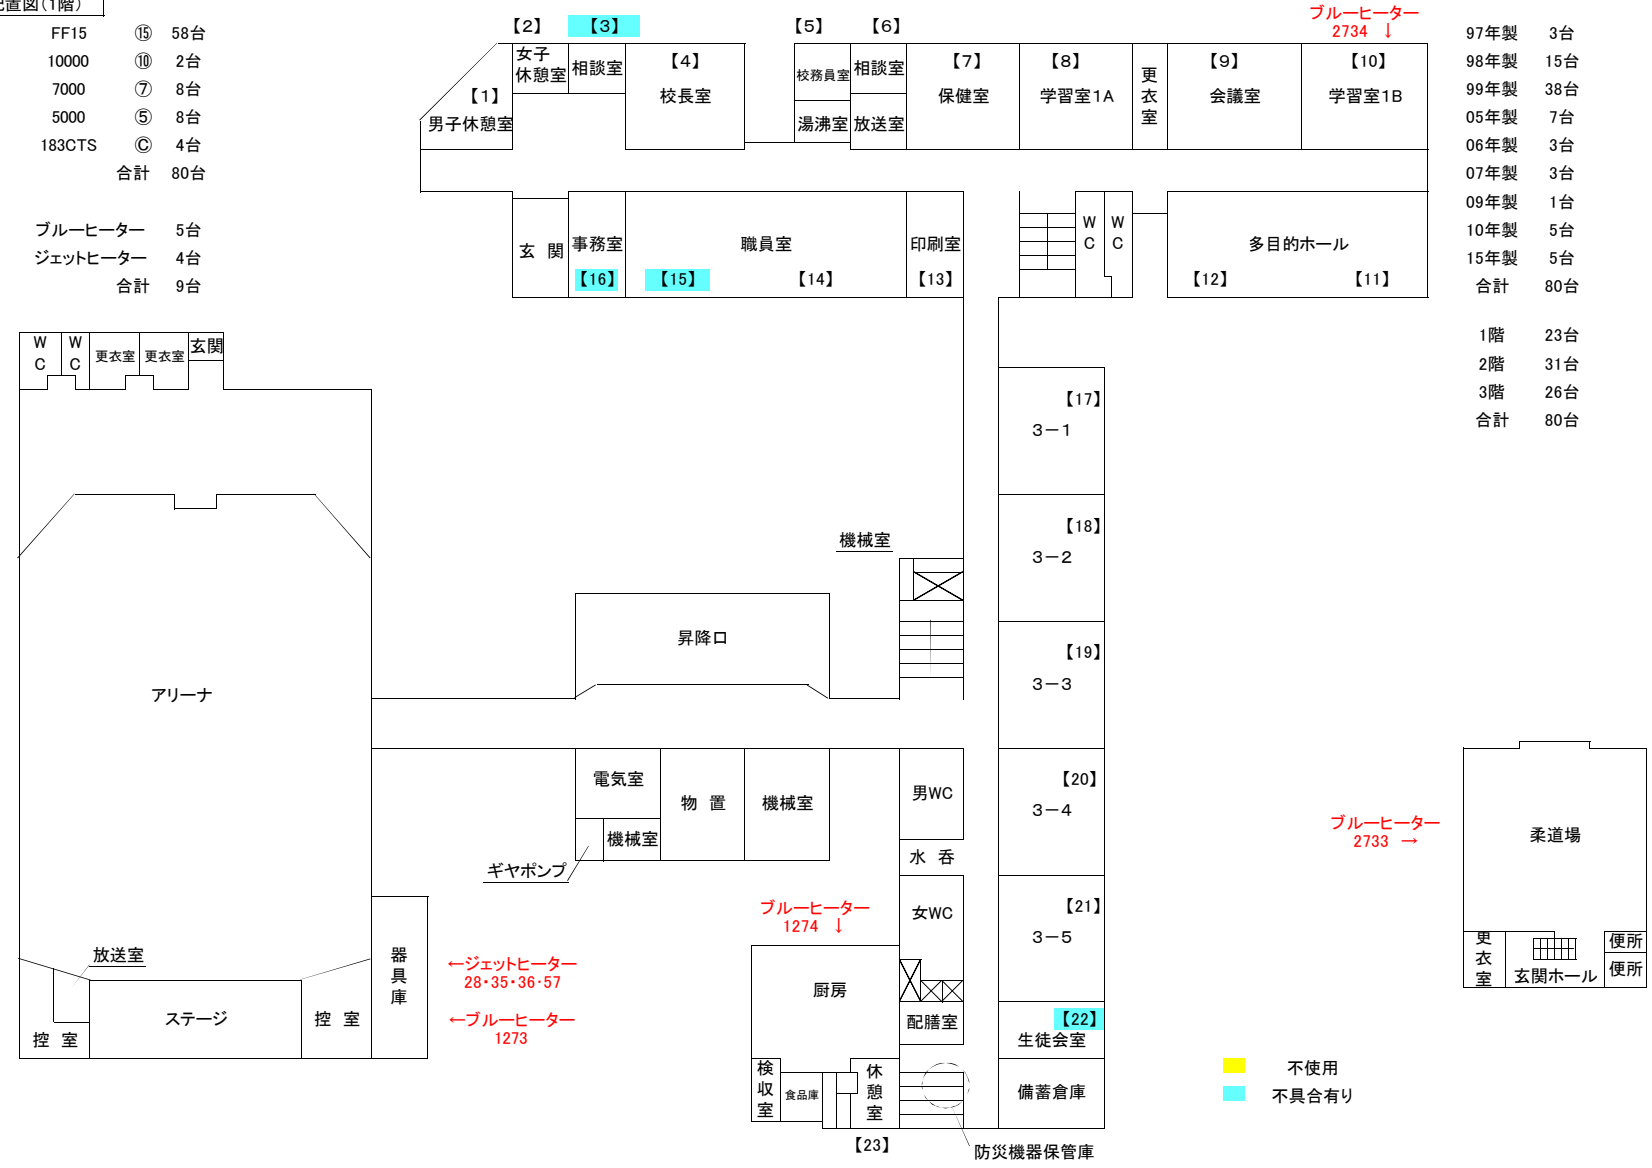 配置図(1階)
FF15 ⑮ 58台
10000 ⑩ 2台
7000 ⑦ 8台
5000 ⑤ 8台
183CTS Ⓒ 4台
合計 80台
ブルーヒーター 5台
ジェットヒーター 4台
合計 9台
【2】
【3】
【5】
【6】
ブルーヒーター
2734 ↓
【1】
男子休憩室
女子
休憩室
相談室
【4】
校長室
校務員室
湯沸室
相談室
放送室
【7】
保健室
【8】
学習室1A
更
衣
室
【9】
会議室
【10】
学習室1B
97年製 3台
98年製 15台
99年製 38台
05年製 7台
06年製 3台
07年製 3台
09年製 1台
10年製 5台
15年製 5台
合計 80台
1階 23台
2階 31台
3階 26台
合計 80台
玄 関
事務室
【16】
職員室
【15】
【14】
印刷室
【13】
W
C
W
C
多目的ホール
【12】
【11】
W
C
W
C
更衣室
更衣室
玄関
アリーナ
放送室
控 室
ステージ
控 室
器
具
庫
←ジェットヒーター
28・35・36・57
←ブルーヒーター
1273
機械室
昇降口
電気室
機械室
物 置
機械室
ギヤポンプ
【17】
3－1
【18】
3－2
【19】
3－3
【20】
3－4
【21】
3－5
【22】
生徒会室
備蓄倉庫
男WC
水 呑
女WC
ブルーヒーター
1274 ↓
厨房
配膳室
検
収
室
食品庫
休
憩
室
【23】
防災機器保管庫
ブルーヒーター
2733 →
柔道場
更
衣
室
玄関ホール
便所
便所
不使用
不具合有り